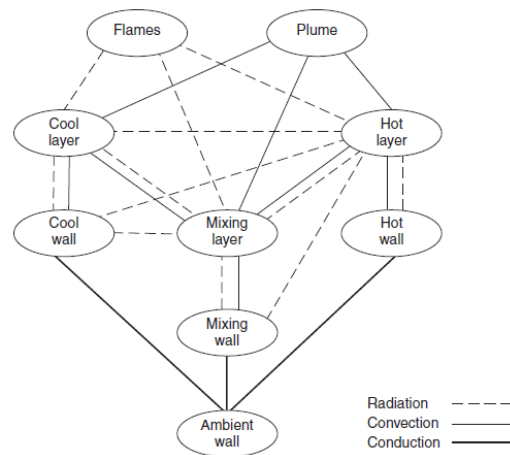 Flames
Plume
Cool
layer
Hot
layer
Cool
wall
Mixing
layer
Hot
wall
Mixing
wall
Ambient
wall
Radiation
Convection
Conduction